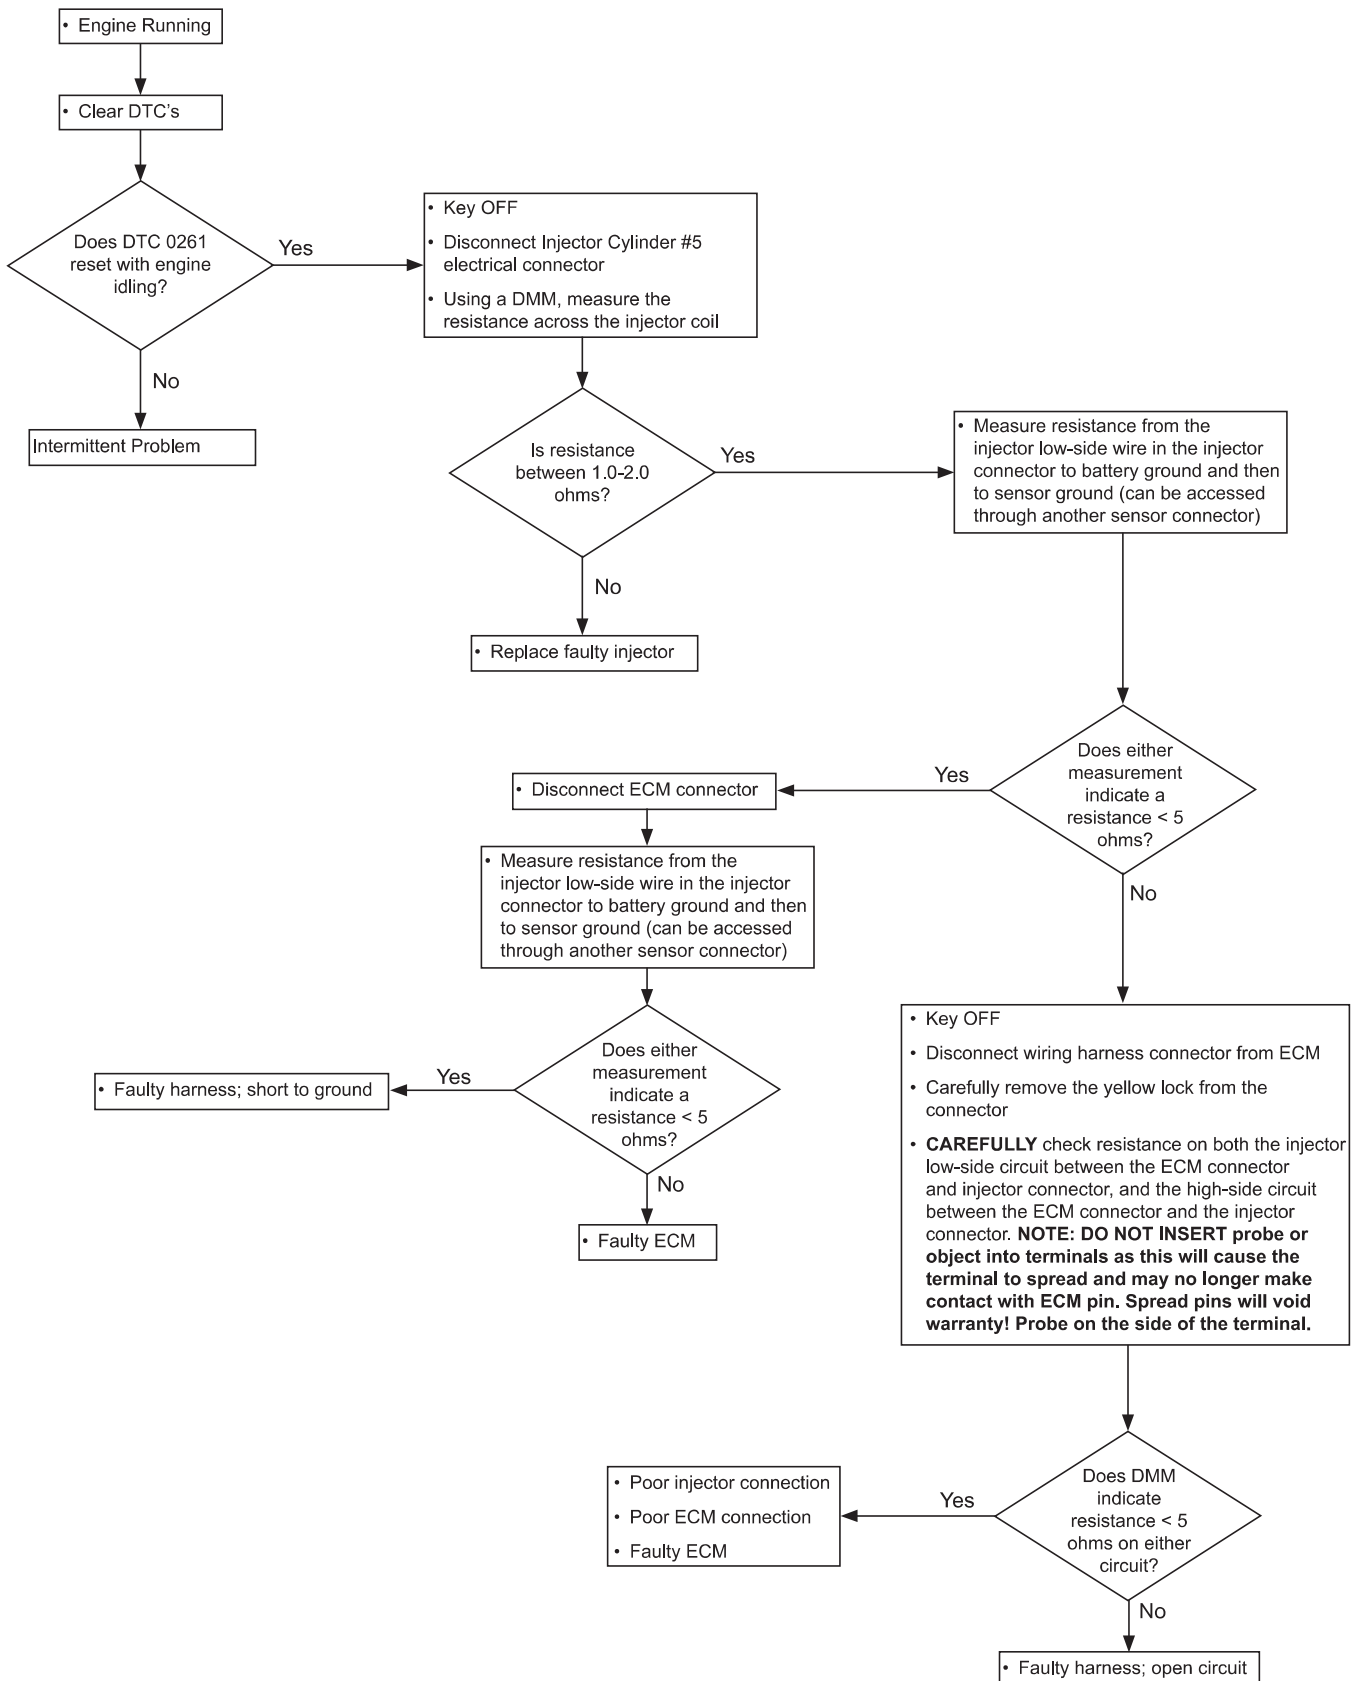 • Engine Running
• Clear DTC's
Does DTC 0261
reset with engine
idling?
Yes
No
Intermittent Problem
• Key OFF
• Disconnect Injector Cylinder #5
electrical connector
• Using a DMM, measure the
resistance across the injector coil
Is resistance
between 1.0-2.0
ohms?
Yes
No
• Replace faulty injector
• Measure resistance from the
injector low-side wire in the injector
connector to battery ground and then
to sensor ground (can be accessed
through another sensor connector)
Does either
measurement
indicate a
resistance < 5
ohms?
Yes
No
• Disconnect ECM connector
• Measure resistance from the
injector low-side wire in the injector
connector to battery ground and then
to sensor ground (can be accessed
through another sensor connector)
Does either
measurement
indicate a
resistance < 5
ohms?
Yes
• Faulty harness; short to ground
No
• Faulty ECM
• Key OFF
• Disconnect wiring harness connector from ECM
• Carefully remove the yellow lock from the
connector
• CAREFULLY check resistance on both the injector
low-side circuit between the ECM connector
and injector connector, and the high-side circuit
between the ECM connector and the injector
connector. NOTE: DO NOT INSERT probe or
object into terminals as this will cause the
terminal to spread and may no longer make
contact with ECM pin. Spread pins will void
warranty! Probe on the side of the terminal.
Does DMM
indicate
resistance < 5
ohms on either
circuit?
Yes
• Poor injector connection
• Poor ECM connection
• Faulty ECM
No
• Faulty harness; open circuit